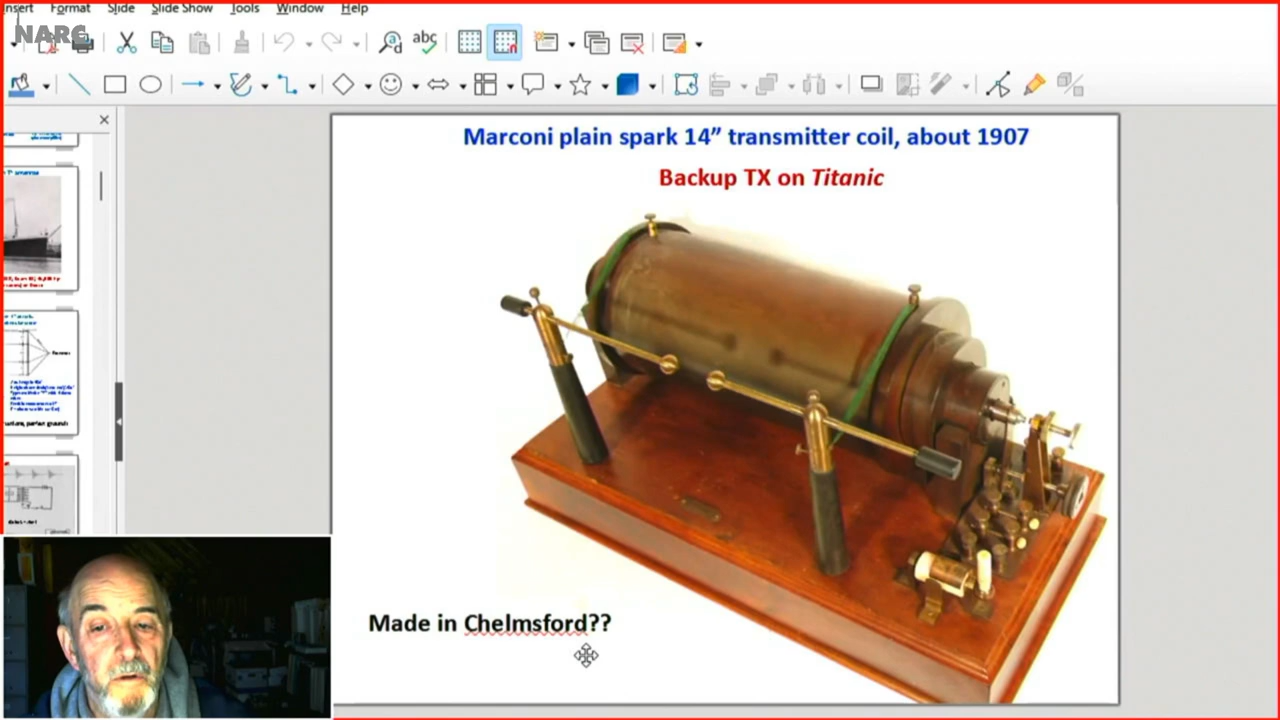 Insert Format Slide Slide Show Tools Window Help
NARC
abc
Marconi plain spark 14” transmitter coil, about 1907
Backup TX on Titanic
Made in Chelmsford??